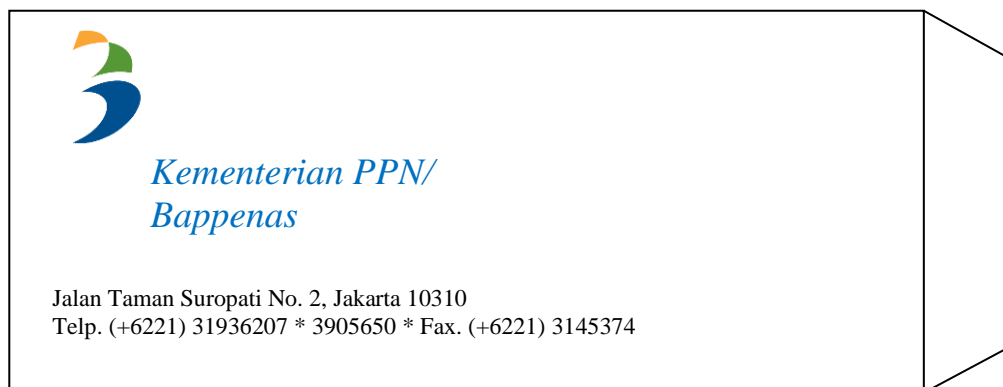 Kementerian PPN/
Bappenas
Jalan Taman Suropati No. 2, Jakarta 10310
Telp. (+6221) 31936207 * 3905650 * Fax. (+6221) 3145374